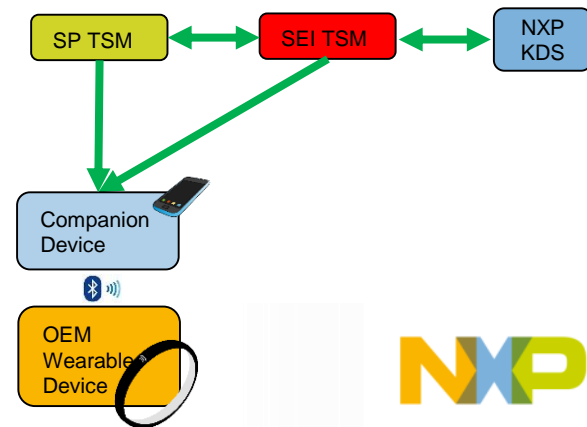 SP TSM
SEI TSM
NXP
KDS
Companion
Device
OEM
Wearable
Device
NXP